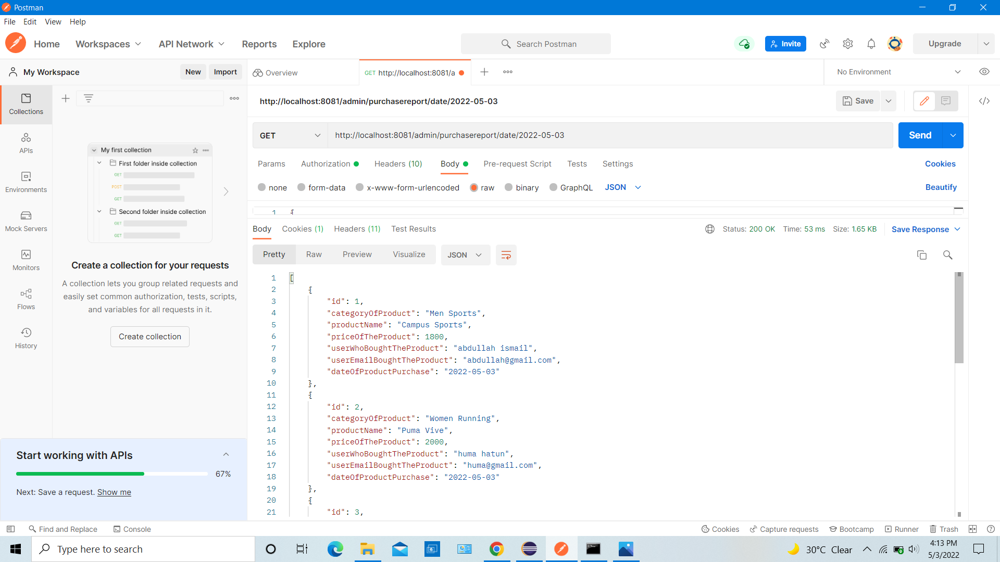 Postman
File Edit View Help
Home Workspaces API Network Reports Explore Search Postman Invite Upgrade
My Workspace New Import Overview GET http://localhost:8081/a No Environment
http://localhost:8081/admin/purchasereport/date/2022-05-03 Save
GET http://localhost:8081/admin/purchasereport/date/2022-05-03 Send
Params Authorization Headers (10) Body Pre-request Script Tests Settings Cookies
none form-data x-www-form-urlencoded raw binary GraphQL JSON Beautify
1 {
Body Cookies (1) Headers (11) Test Results Status: 200 OK Time: 53 ms Size: 1.65 KB Save Response
Pretty Raw Preview Visualize JSON
1 [
2 {
3 "id": 1,
4 "categoryOfProduct": "Men Sports",
5 "productName": "Campus Sports",
6 "priceOfTheProduct": 1800,
7 "userWhoBoughtTheProduct": "abdullah ismail",
8 "userEmailBoughtTheProduct": "abdullah@gmail.com",
9 "dateOfProductPurchase": "2022-05-03"
10 },
11 {
12 "id": 2,
13 "categoryOfProduct": "Women Running",
14 "productName": "Puma Vive",
15 "priceOfTheProduct": 2000,
16 "userWhoBoughtTheProduct": "huma hatun",
17 "userEmailBoughtTheProduct": "huma@gmail.com",
18 "dateOfProductPurchase": "2022-05-03"
19 },
20 {
21 "id": 3,
Collections
APIs
Environments
Mock Servers
Monitors
Flows
History
My first collection
First folder inside collection
GET
POST
GET
Second folder inside collection
GET
GET
Create a collection for your requests
A collection lets you group related requests and
easily set common authorization, tests, scripts,
and variables for all requests in it.
Create collection
Start working with APIs
67%
Next: Save a request. Show me
Find and Replace Console Cookies Capture requests Bootcamp Runner Trash
Type here to search 30°C Clear 4:13 PM
5/3/2022